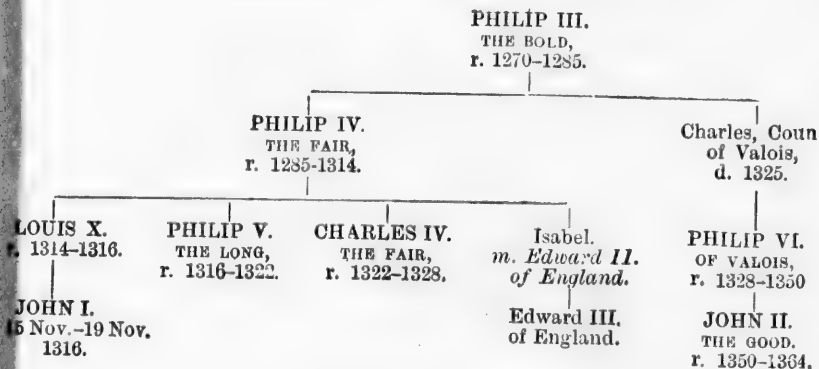 PHILIP III.
THE BOLD,
r. 1270–1285.
PHILIP IV.
THE FAIR,
r. 1285-1314.
Charles, Coun
of Valois,
d. 1325.
LOUIS X.
r. 1314–1316.
PHILIP V.
THE LONG,
r. 1316–1322.
CHARLES IV.
THE FAIR,
r. 1322–1328.
Isabel.
m. Edward II.
of England.
PHILIP VI.
OF VALOIS,
r. 1328–1350
JOHN I.
15 Nov.–19 Nov.
1316.
Edward III.
of England.
JOHN II.
THE GOOD.
r. 1350–1364.